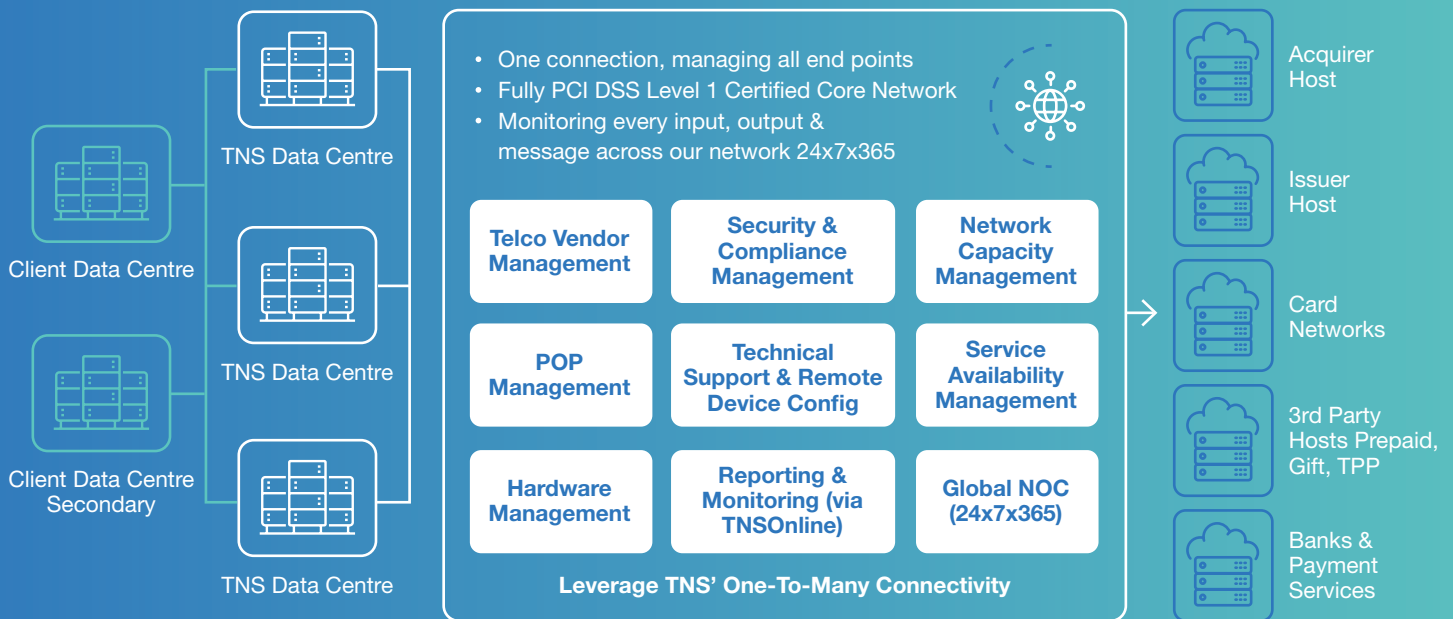 Client Data Centre
Client Data Centre
Secondary
TNS Data Centre
TNS Data Centre
TNS Data Centre
• One connection, managing all end points
• Fully PCI DSS Level 1 Certified Core Network
• Monitoring every input, output &
message across our network 24x7x365
Telco Vendor
Management
Security &
Compliance
Management
Network
Capacity
Management
POP
Management
Technical
Support & Remote
Device Config
Service
Availability
Management
Hardware
Management
Reporting &
Monitoring (via
TNSOnline)
Global NOC
(24x7x365)
Leverage TNS’ One-To-Many Connectivity
Acquirer
Host
Issuer
Host
Card
Networks
3rd Party
Hosts Prepaid,
Gift, TPP
Banks &
Payment
Services